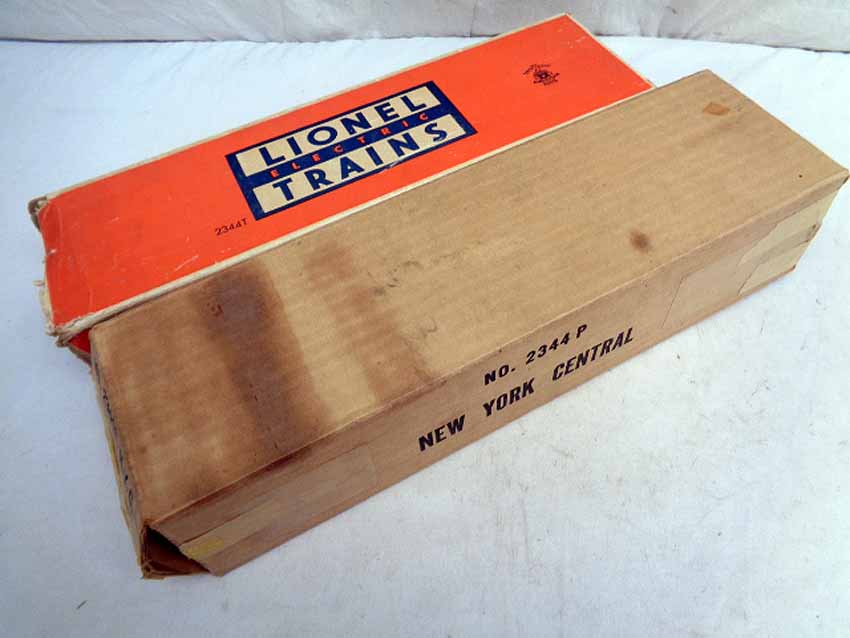 LIONEL
ELECTRIC
TRAINS
2344T
NO. 2344 P
NEW YORK CENTRAL